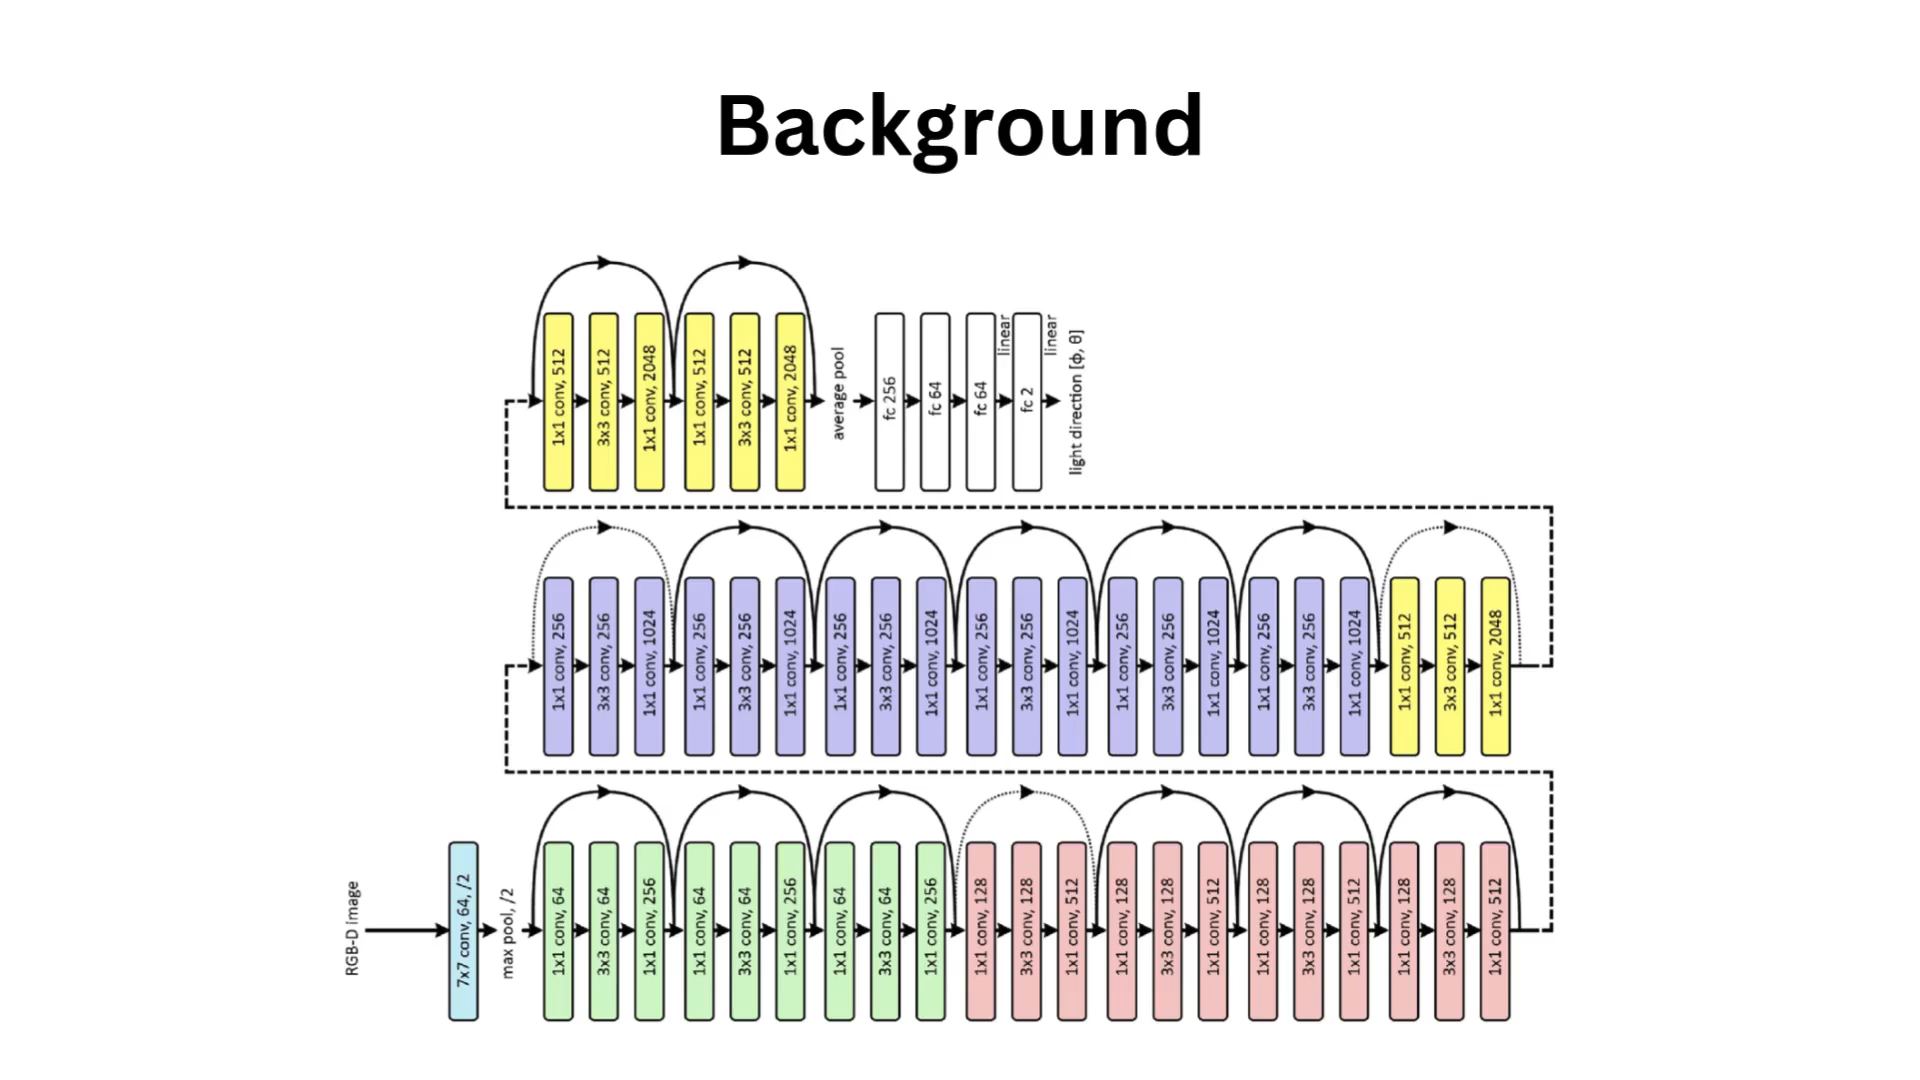 Background
1x1 conv, 512
3x3 conv, 512
1x1 conv, 2048
1x1 conv, 512
3x3 conv, 512
1x1 conv, 2048
average pool
fc 256
fc 64
fc 64
linear
fc 2
linear
light direction [ϕ, θ]
1x1 conv, 256
3x3 conv, 256
1x1 conv, 1024
1x1 conv, 256
3x3 conv, 256
1x1 conv, 1024
1x1 conv, 256
3x3 conv, 256
1x1 conv, 1024
1x1 conv, 256
3x3 conv, 256
1x1 conv, 1024
1x1 conv, 256
3x3 conv, 256
1x1 conv, 1024
1x1 conv, 256
3x3 conv, 256
1x1 conv, 1024
1x1 conv, 512
3x3 conv, 512
1x1 conv, 2048
RGB-D image
7x7 conv, 64, /2
max pool, /2
1x1 conv, 64
3x3 conv, 64
1x1 conv, 256
1x1 conv, 64
3x3 conv, 64
1x1 conv, 256
1x1 conv, 64
3x3 conv, 64
1x1 conv, 256
1x1 conv, 128
3x3 conv, 128
1x1 conv, 512
1x1 conv, 128
3x3 conv, 128
1x1 conv, 512
1x1 conv, 128
3x3 conv, 128
1x1 conv, 512
1x1 conv, 128
3x3 conv, 128
1x1 conv, 512